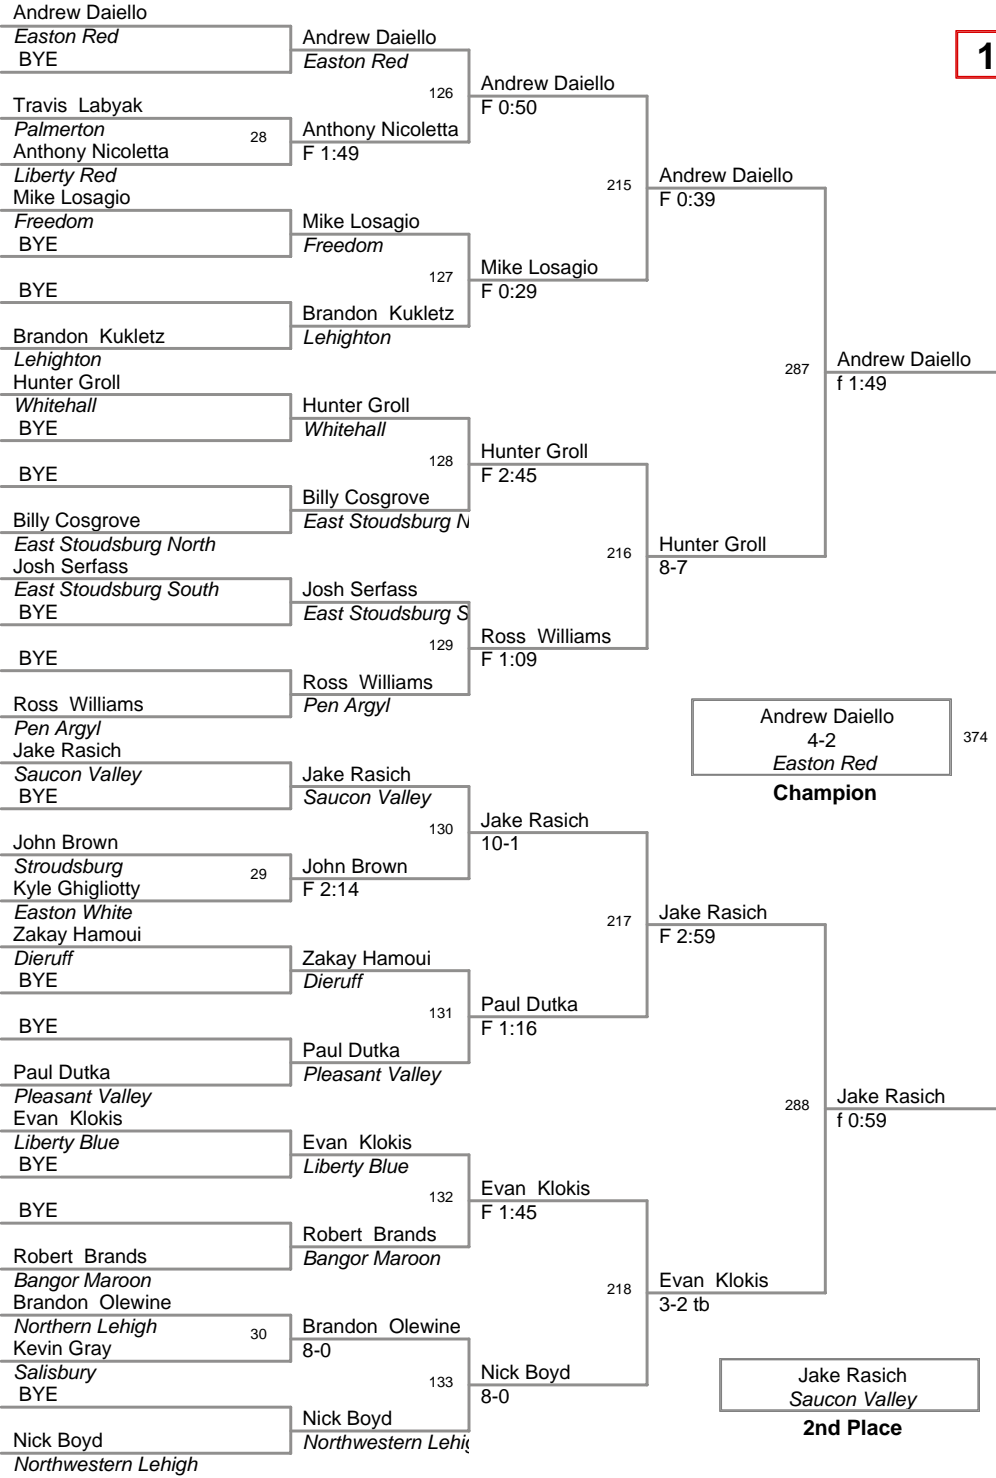 Andrew Daiello
Easton Red
BYE
Travis Labyak
Palmerton
Anthony Nicoletta
Liberty Red
Mike Losagio
Freedom
BYE
BYE
Brandon Kukletz
Lehighton
Hunter Groll
Whitehall
BYE
BYE
Billy Cosgrove
East Stoudsburg North
Josh Serfass
East Stoudsburg South
BYE
BYE
Ross Williams
Pen Argyl
Jake Rasich
Saucon Valley
BYE
John Brown
Stroudsburg
Kyle Ghigliotty
Easton White
Zakay Hamoui
Dieruff
BYE
BYE
Paul Dutka
Pleasant Valley
Evan Klokis
Liberty Blue
BYE
BYE
Robert Brands
Bangor Maroon
Brandon Olewine
Northern Lehigh
Kevin Gray
Salisbury
BYE
Nick Boyd
Northwestern Lehigh
28
29
30
Andrew Daiello
Easton Red
Anthony Nicoletta
F 1:49
Mike Losagio
Freedom
Brandon Kukletz
Lehighton
Hunter Groll
Whitehall
Billy Cosgrove
East Stoudsburg N
Josh Serfass
East Stoudsburg S
Ross Williams
Pen Argyl
Jake Rasich
Saucon Valley
John Brown
F 2:14
Zakay Hamoui
Dieruff
Paul Dutka
Pleasant Valley
Evan Klokis
Liberty Blue
Robert Brands
Bangor Maroon
Brandon Olewine
8-0
Nick Boyd
Northwestern Lehig
126
127
128
129
130
131
132
133
Andrew Daiello
F 0:50
Mike Losagio
F 0:29
Hunter Groll
F 2:45
Ross Williams
F 1:09
Jake Rasich
10-1
Paul Dutka
F 1:16
Evan Klokis
F 1:45
Nick Boyd
8-0
215
216
217
218
Andrew Daiello
F 0:39
Hunter Groll
8-7
Jake Rasich
F 2:59
Evan Klokis
3-2 tb
287
288
Andrew Daiello
f 1:49
Jake Rasich
f 0:59
1
Andrew Daiello
4-2
Easton Red
374
Champion
Jake Rasich
Saucon Valley
2nd Place